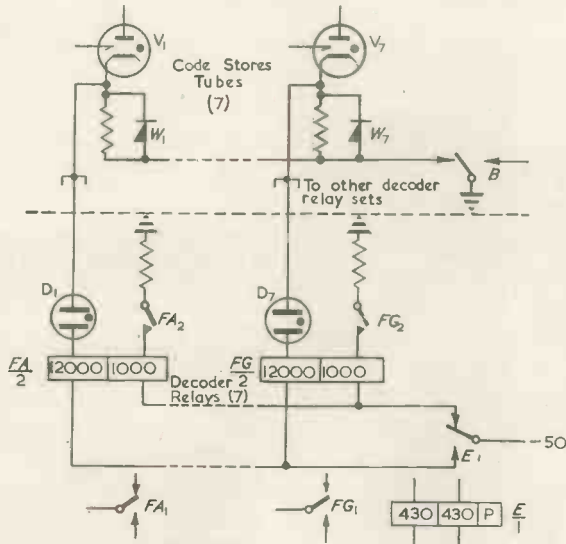 V1
V7
Code Stores
Tubes
(7)
W1
W7
B
To other decoder
relay sets
D1
FA2
D7
FG2
FA
2
12000
1000
FG
2
12000
1000
Decoder
Relays (7)
E1
-50
FA1
FG1
430
430
P
E
1